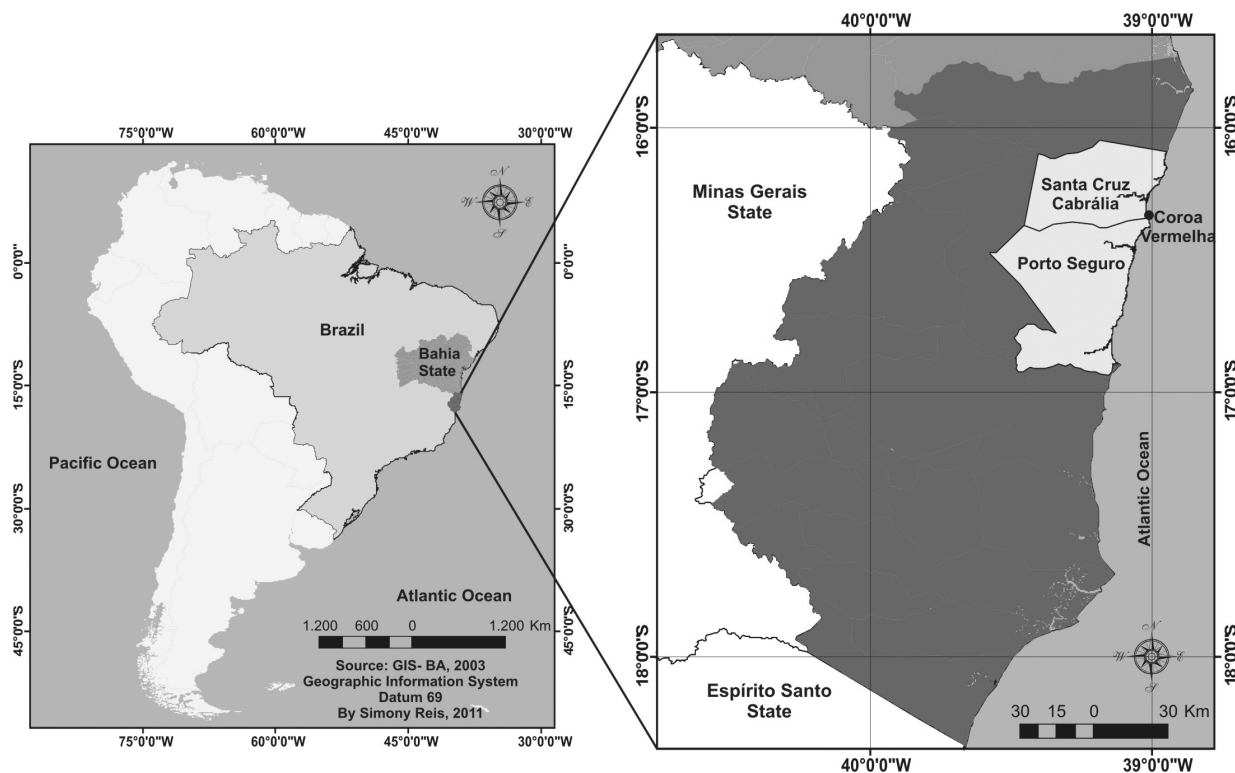 75°0'0"W 60°0'0"W 45°0'0"W 30°0'0"W
0°0'0"
15°0'0"S
30°0'0"S
45°0'0"S
N
W E
S
Brazil
Bahia
State
Pacific Ocean
Atlantic Ocean
1.200 600 0 1.200 Km
Source: GIS- BA, 2003
Geographic Information System
Datum 69
By Simony Reis, 2011
0°0'0"
15°0'0"S
30°0'0"S
45°0'0"S
75°0'0"W 60°0'0"W 45°0'0"W 30°0'0"W
40°0'0"W 39°0'0"W
16°0'0"S
17°0'0"S
18°0'0"S
Minas Gerais
State
Santa Cruz
Cabrália
Coroa
Vermelha
Porto Seguro
Atlantic Ocean
Espírito Santo
State
N
W E
S
30 15 0 30 Km
16°0'0"S
17°0'0"S
18°0'0"S
40°0'0"W 39°0'0"W